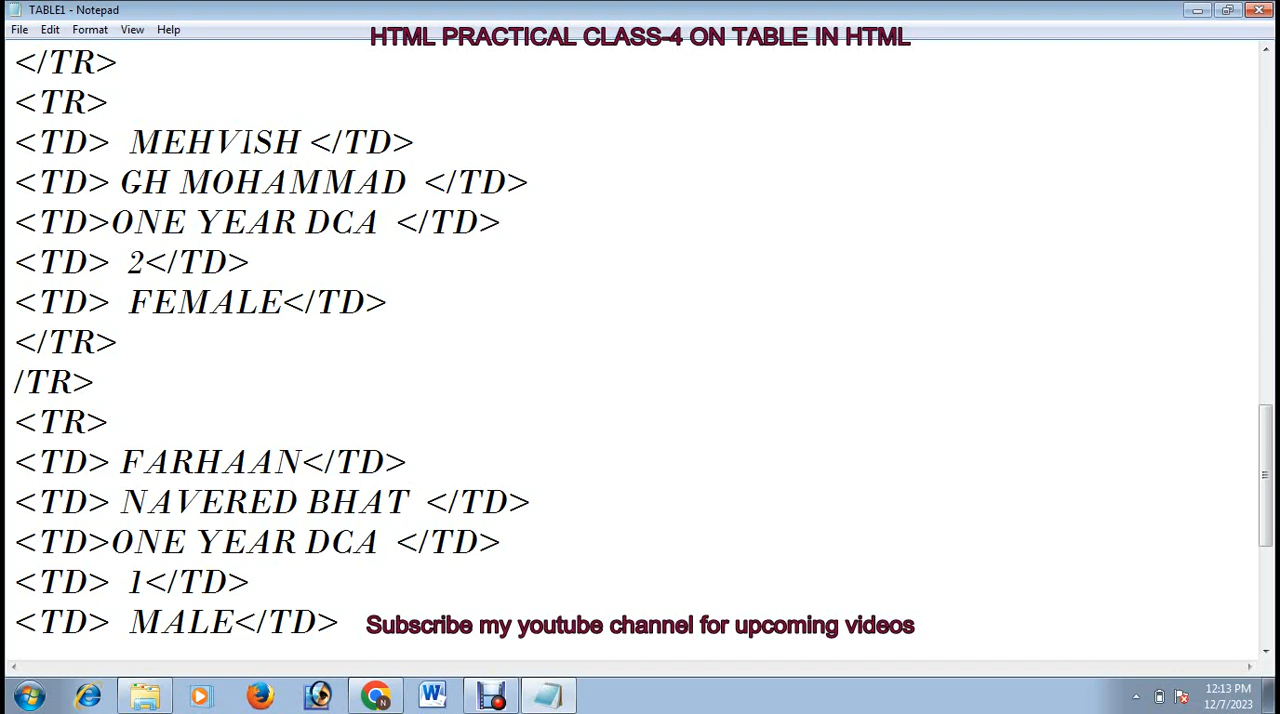 TABLE1 - Notepad
File Edit Format View Help
HTML PRACTICAL CLASS-4 ON TABLE IN HTML
</TR>
<TR>
<TD>  MEHVISH </TD>
<TD> GH MOHAMMAD  </TD>
<TD>ONE YEAR DCA  </TD>
<TD>  2</TD>
<TD>  FEMALE</TD>
</TR>
/TR>
<TR>
<TD> FARHAAN</TD>
<TD> NAVERED BHAT  </TD>
<TD>ONE YEAR DCA  </TD>
<TD>  1</TD>
<TD>  MALE</TD>
Subscribe my youtube channel for upcoming videos
N
W
12:13 PM
12/7/2023